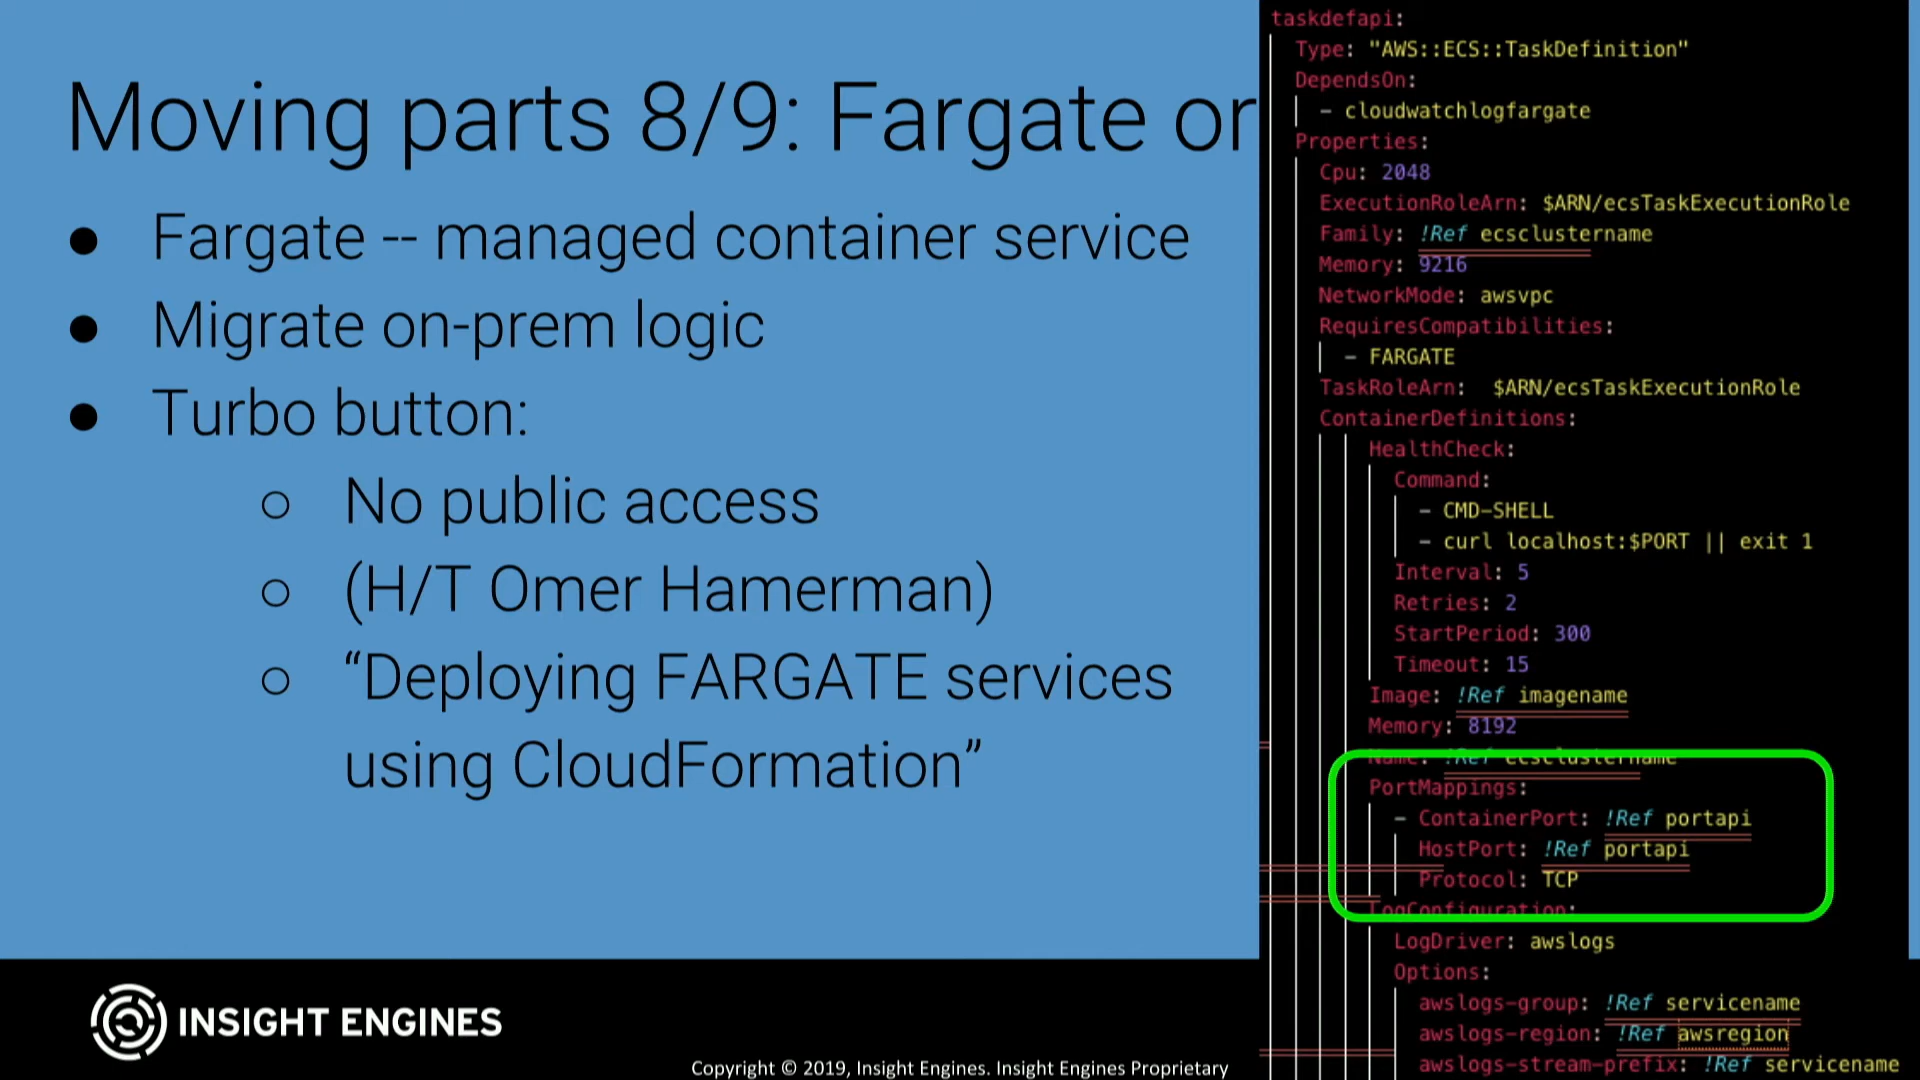 Moving parts 8/9: Fargate or
● Fargate -- managed container service
● Migrate on-prem logic
● Turbo button:
○ No public access
○ (H/T Omer Hamerman)
○ “Deploying FARGATE services
using CloudFormation”
taskdefapi:
Type: "AWS::ECS::TaskDefinition"
DependsOn:
- cloudwatchlogfargate
Properties:
Cpu: 2048
ExecutionRoleArn: $ARN/ecsTaskExecutionRole
Family: !Ref ecsclustername
Memory: 9216
NetworkMode: awsvpc
RequiresCompatibilities:
- FARGATE
TaskRoleArn: $ARN/ecsTaskExecutionRole
ContainerDefinitions:
HealthCheck:
Command:
- CMD-SHELL
- curl localhost:$PORT || exit 1
Interval: 5
Retries: 2
StartPeriod: 300
Timeout: 15
Image: !Ref imagename
Memory: 8192
Name: !Ref ecsclustername
PortMappings:
- ContainerPort: !Ref portapi
HostPort: !Ref portapi
Protocol: TCP
LogConfiguration:
LogDriver: awslogs
Options:
awslogs-group: !Ref servicename
awslogs-region: !Ref awsregion
awslogs-stream-prefix: !Ref servicename
INSIGHT ENGINES
Copyright © 2019, Insight Engines. Insight Engines Proprietary